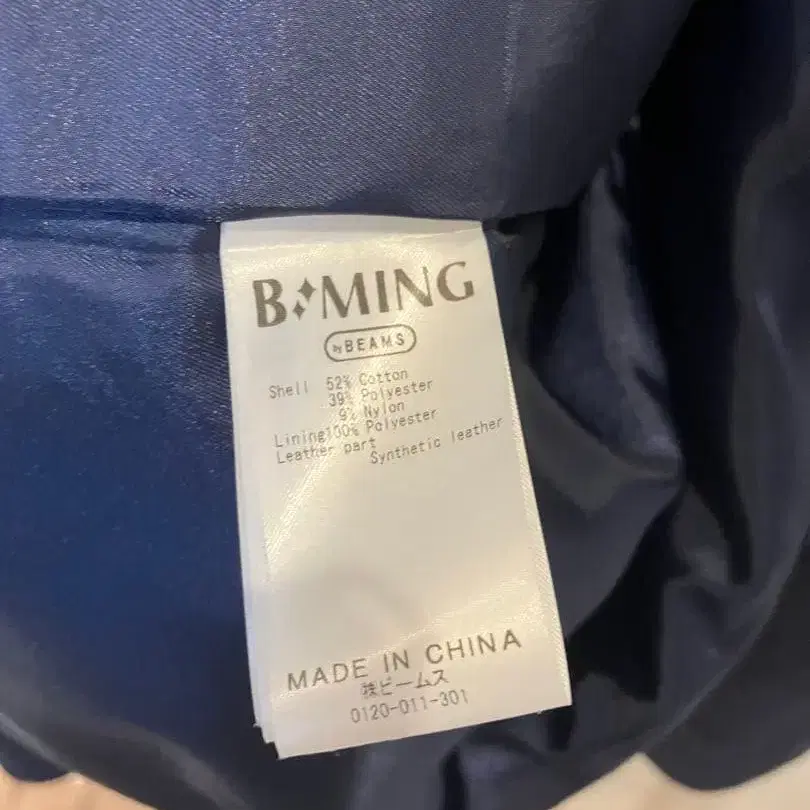 B MING
by BEAMS
Shell 52% Cotton
39% Polyester
9% Nylon
Lining100% Polyester
Leather part
Synthetic leather
MADE IN CHINA
㈱ビームス
0120-011-301